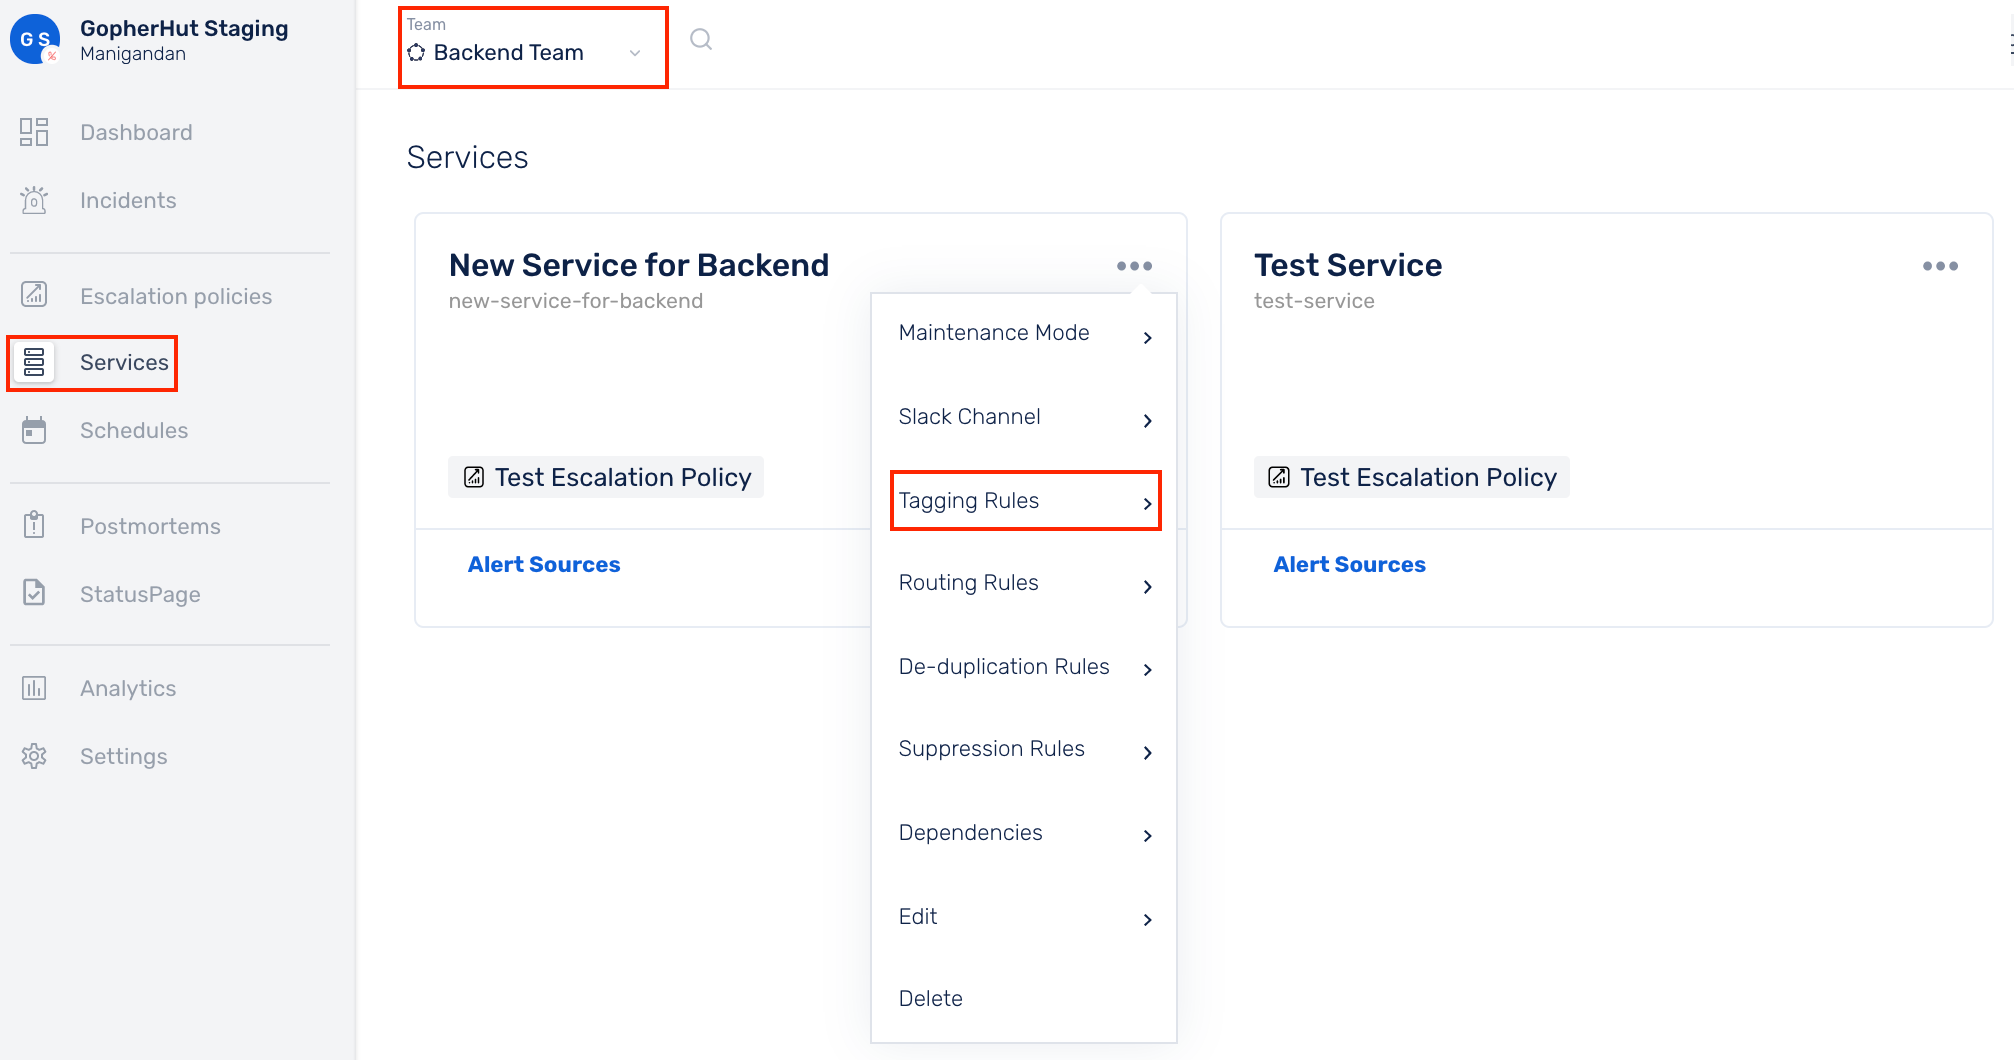 G S
GopherHut Staging
Manigandan
Dashboard
Incidents
Escalation policies
Services
Schedules
Postmortems
StatusPage
Analytics
Settings
Team
Backend Team
Services
New Service for Backend
new-service-for-backend
Test Escalation Policy
Alert Sources
Maintenance Mode
Slack Channel
Tagging Rules
Routing Rules
De-duplication Rules
Suppression Rules
Dependencies
Edit
Delete
Test Service
test-service
Test Escalation Policy
Alert Sources